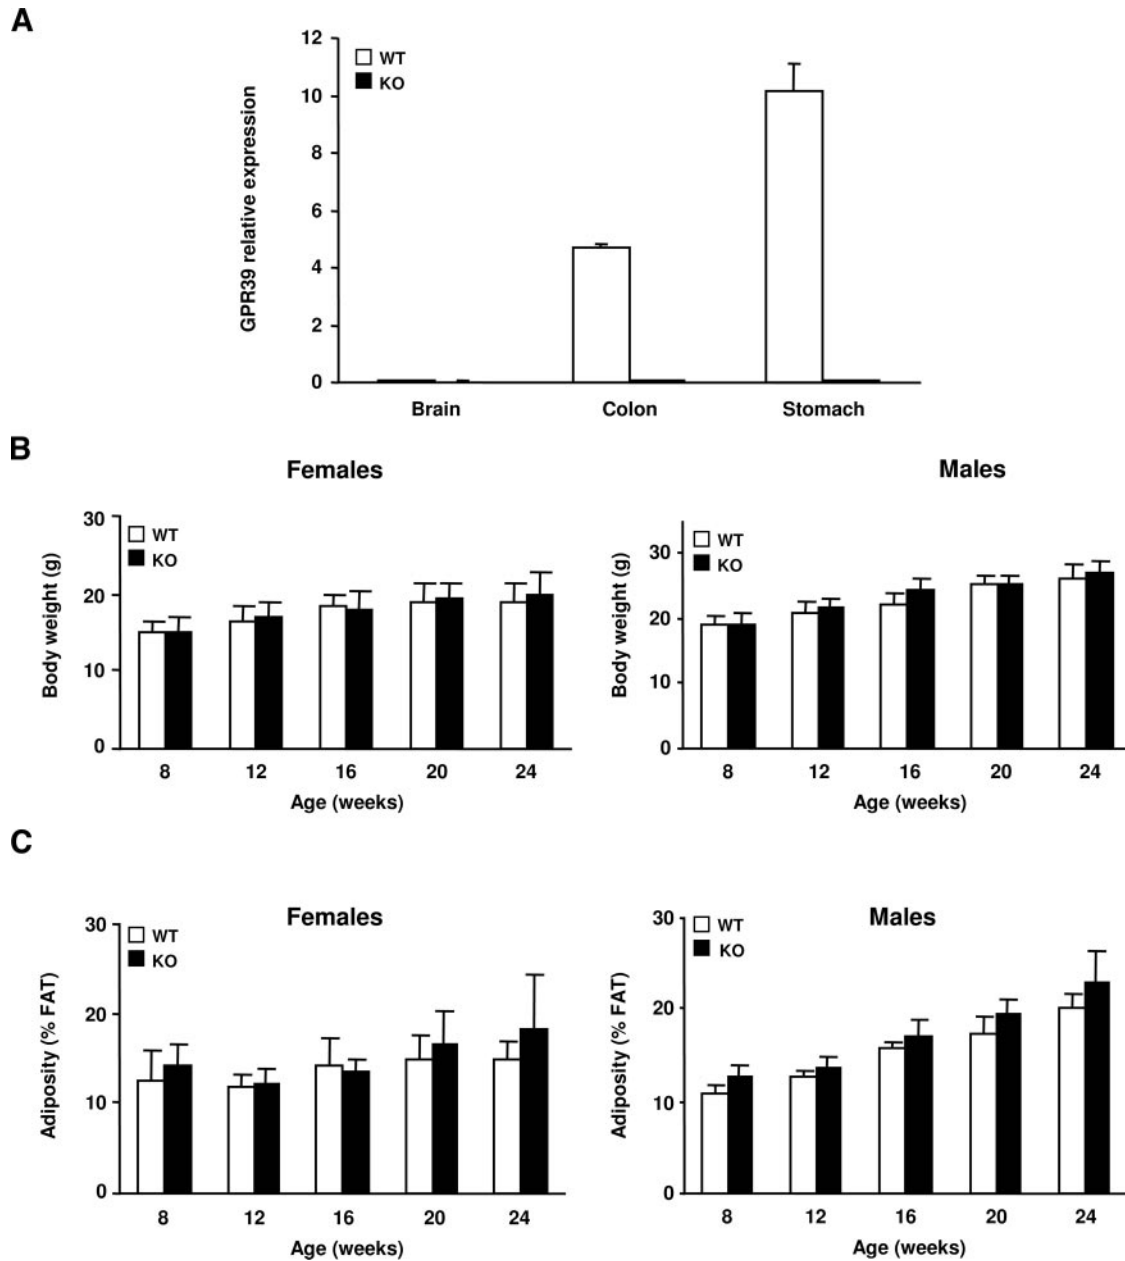 A
GPR39 relative expression
12
10
8
6
4
2
0
WT
KO
Brain Colon Stomach
B
Females
Body weight (g)
30
20
10
0
WT
KO
8 12 16 20 24
Age (weeks)
Males
Body weight (g)
30
20
10
0
WT
KO
8 12 16 20 24
Age (weeks)
C
Females
Adiposity (% FAT)
30
20
10
0
WT
KO
8 12 16 20 24
Age (weeks)
Males
Adiposity (% FAT)
30
20
10
0
WT
KO
8 12 16 20 24
Age (weeks)